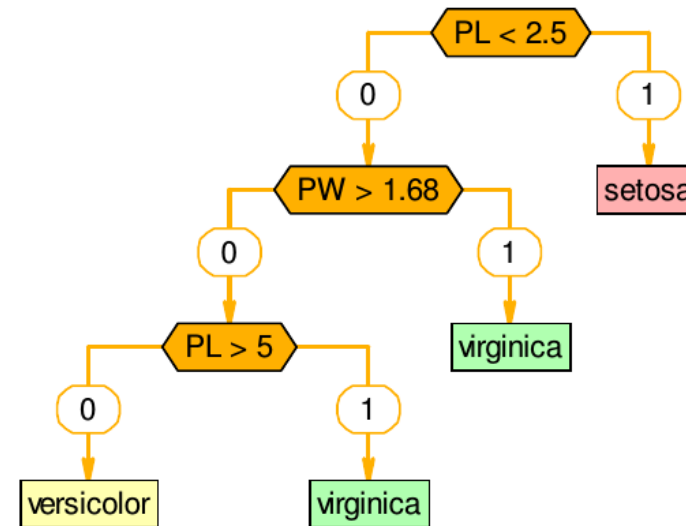 PL < 2.5
0
1
PW > 1.68
setosa
0
1
PL > 5
virginica
0
1
versicolor
virginica